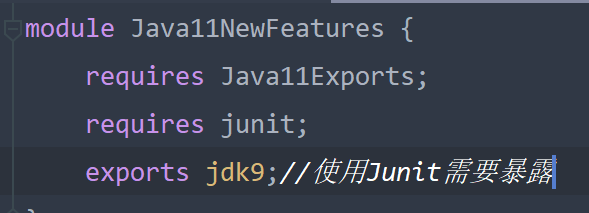 module Java11NewFeatures {
requires Java11Exports;
requires junit;
exports jdk9;//使用Junit需要暴露
}